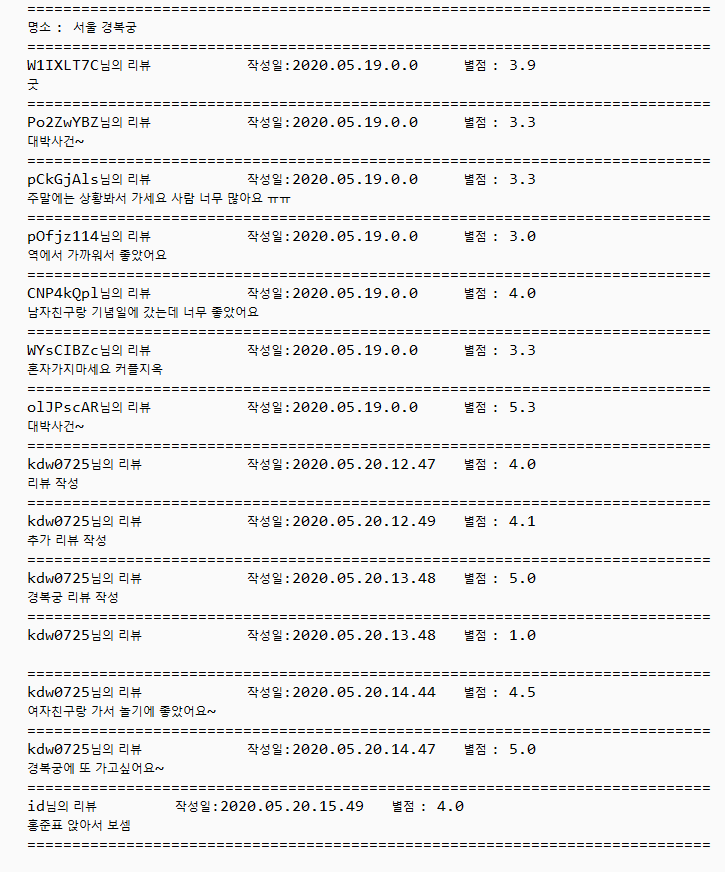 ============================================================================
명소 : 서울 경복궁
============================================================================
W1IXLT7C님의 리뷰 작성일:2020.05.19.0.0 별점 : 3.9
굿
============================================================================
Po2ZwYBZ님의 리뷰 작성일:2020.05.19.0.0 별점 : 3.3
대박사건~
============================================================================
pCkGjAls님의 리뷰 작성일:2020.05.19.0.0 별점 : 3.3
주말에는 상황봐서 가세요 사람 너무 많아요 ㅠㅠ
============================================================================
pOfjz114님의 리뷰 작성일:2020.05.19.0.0 별점 : 3.0
역에서 가까워서 좋았어요
============================================================================
CNP4kQpl님의 리뷰 작성일:2020.05.19.0.0 별점 : 4.0
남자친구랑 기념일에 갔는데 너무 좋았어요
============================================================================
WYsCIBZc님의 리뷰 작성일:2020.05.19.0.0 별점 : 3.3
혼자가지마세요 커플지옥
============================================================================
olJPscAR님의 리뷰 작성일:2020.05.19.0.0 별점 : 5.3
대박사건~
============================================================================
kdw0725님의 리뷰 작성일:2020.05.20.12.47 별점 : 4.0
리뷰 작성
============================================================================
kdw0725님의 리뷰 작성일:2020.05.20.12.49 별점 : 4.1
추가 리뷰 작성
============================================================================
kdw0725님의 리뷰 작성일:2020.05.20.13.48 별점 : 5.0
경복궁 리뷰 작성
============================================================================
kdw0725님의 리뷰 작성일:2020.05.20.13.48 별점 : 1.0
============================================================================
kdw0725님의 리뷰 작성일:2020.05.20.14.44 별점 : 4.5
여자친구랑 가서 놀기에 좋았어요~
============================================================================
kdw0725님의 리뷰 작성일:2020.05.20.14.47 별점 : 5.0
경복궁에 또 가고싶어요~
============================================================================
id님의 리뷰 작성일:2020.05.20.15.49 별점 : 4.0
홍준표 앉아서 보셈
============================================================================